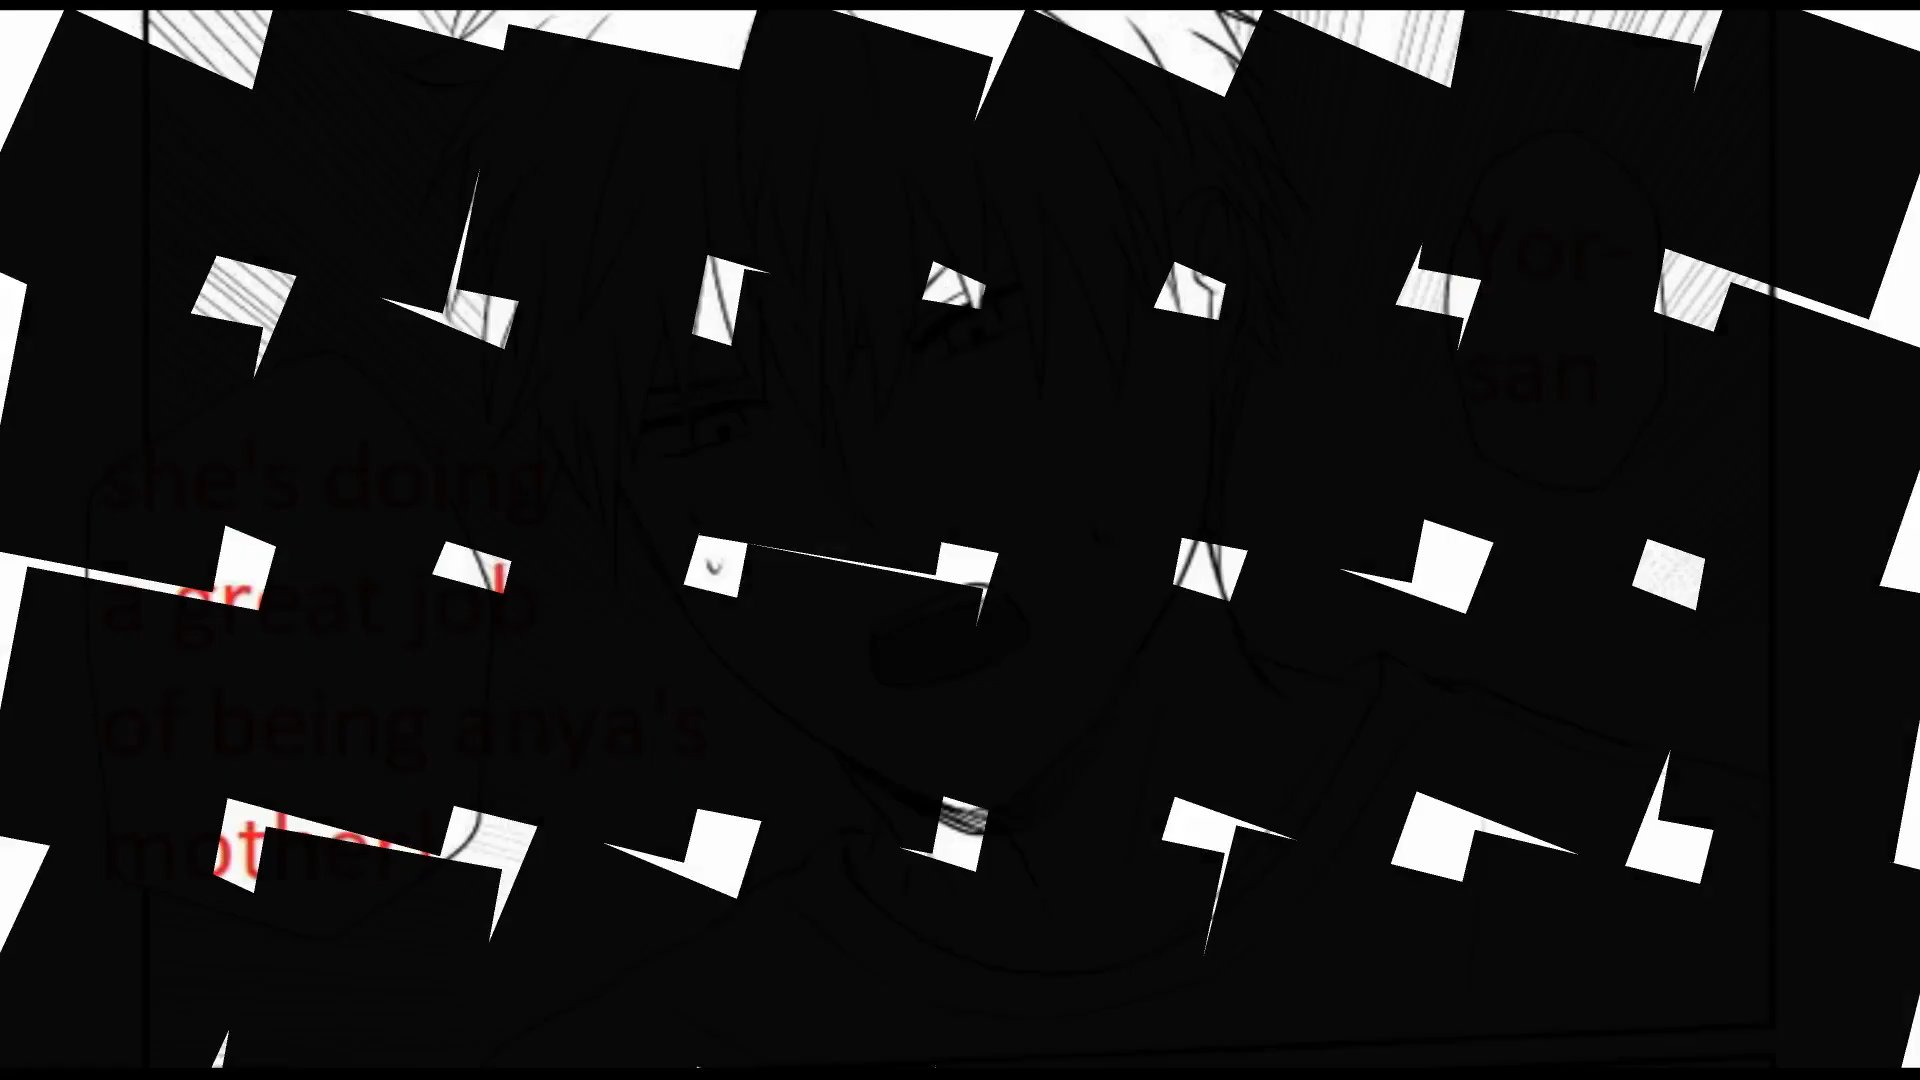 Yor-
san
she's doing
a great job
of being anya's
mother!